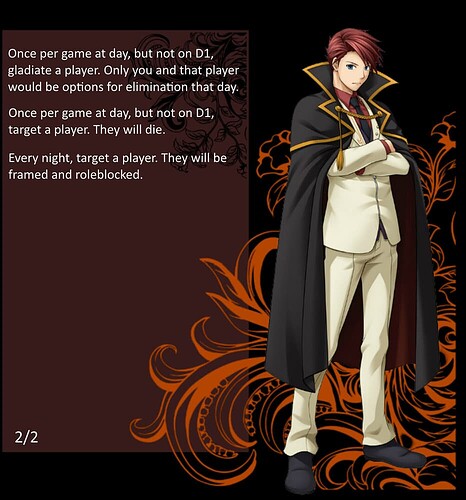 Once per game at day, but not on D1,
gladiate a player. Only you and that player
would be options for elimination that day.
Once per game at day, but not on D1,
target a player. They will die.
Every night, target a player. They will be
framed and roleblocked.
2/2